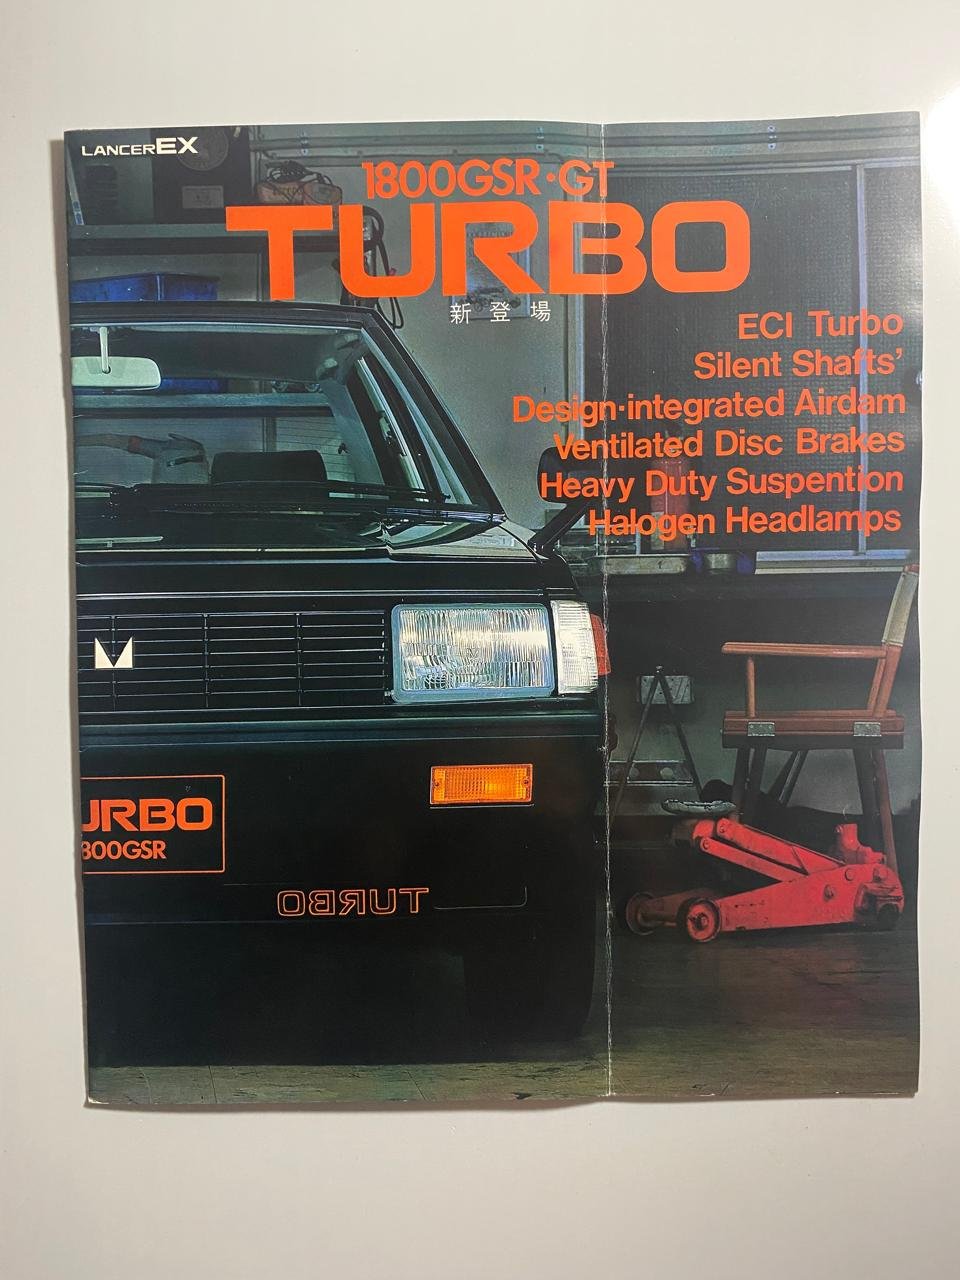 LANCER EX
1800GSR·GT
TURBO
新登場
ECI Turbo
Silent Shafts'
Design·integrated Airdam
Ventilated Disc Brakes
Heavy Duty Suspention
Halogen Headlamps
URBO
800GSR
TURBO